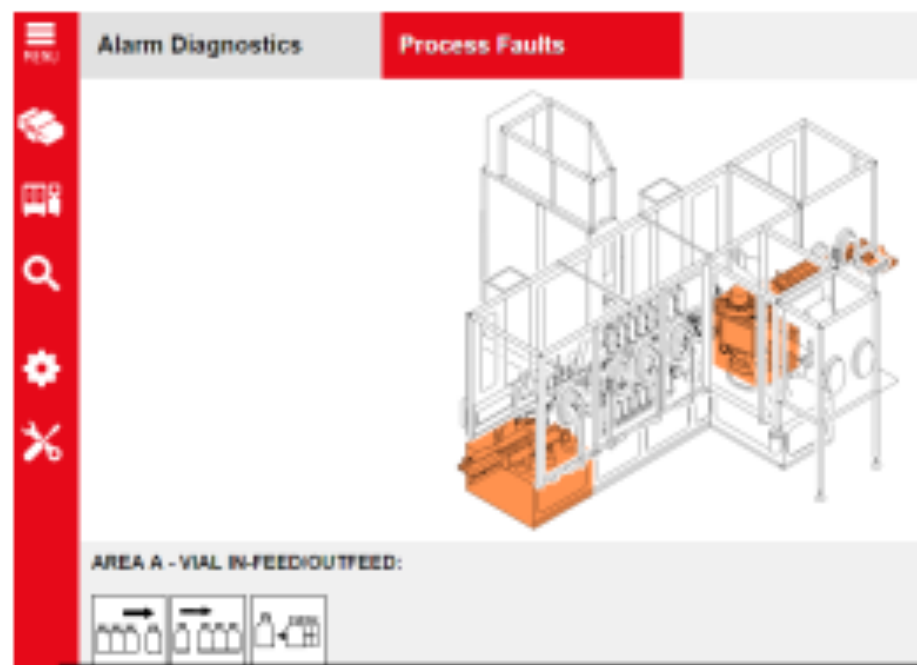 MENU
Alarm Diagnostics
Process Faults
AREA A - VIAL IN-FEED/OUTFEED: